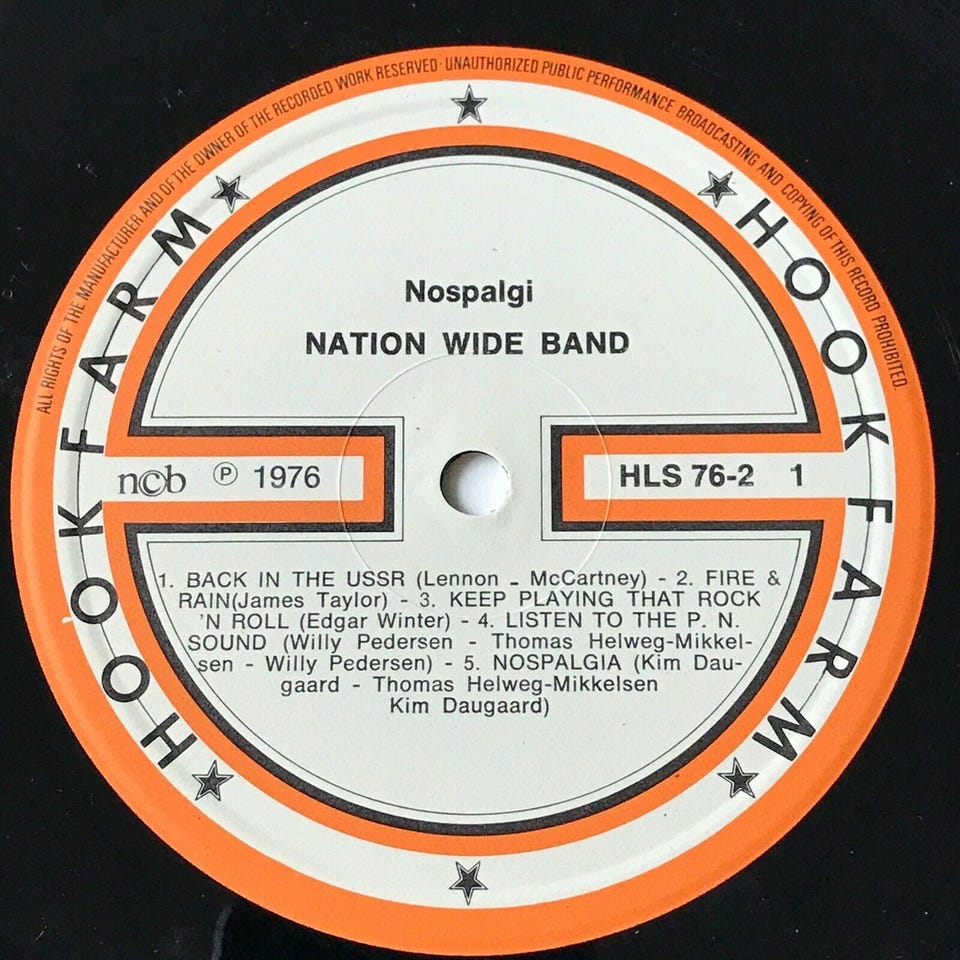 ALL RIGHTS OF THE MANUFACTURER AND OF THE OWNER OF THE RECORDED WORK RESERVED · UNAUTHORIZED PUBLIC PERFORMANCE BROADCASTING AND COPYING OF THIS RECORD PROHIBITED.
HOOKFARM
HOOKFARM
Nospalgi
NATION WIDE BAND
ncb ℗ 1976
HLS 76-2 1
1. BACK IN THE USSR (Lennon - McCartney) - 2. FIRE &
RAIN(James Taylor) - 3. KEEP PLAYING THAT ROCK
'N ROLL (Edgar Winter) - 4. LISTEN TO THE P. N.
SOUND (Willy Pedersen - Thomas Helweg-Mikkel-
sen - Willy Pedersen) - 5. NOSPALGIA (Kim Dau-
gaard - Thomas Helweg-Mikkelsen
Kim Daugaard)